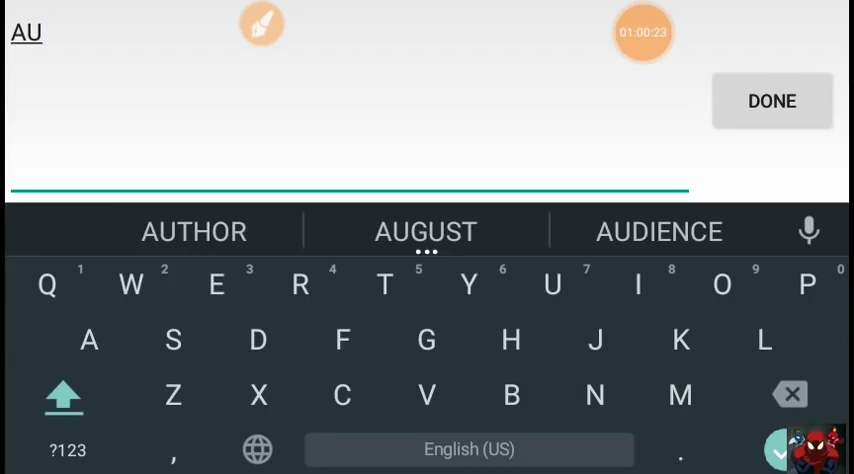 AU
01:00:23
DONE
AUTHOR AUGUST AUDIENCE
Q 1 W 2 E 3 R 4 T 5 Y 6 U 7 I 8 O 9 P 0
A S D F G H J K L
Z X C V B N M
?123 , English (US) .